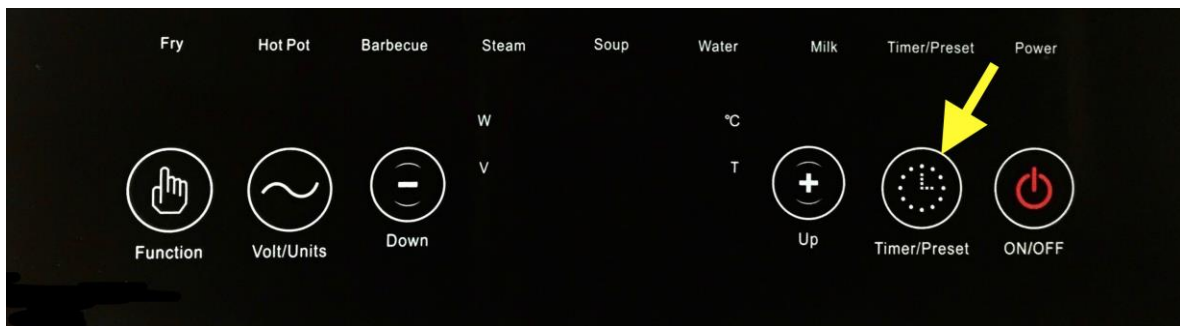 Fry Hot Pot Barbecue Steam Soup Water Milk Timer/Preset Power
W °C
V T
Function Volt/Units Down Up Timer/Preset ON/OFF